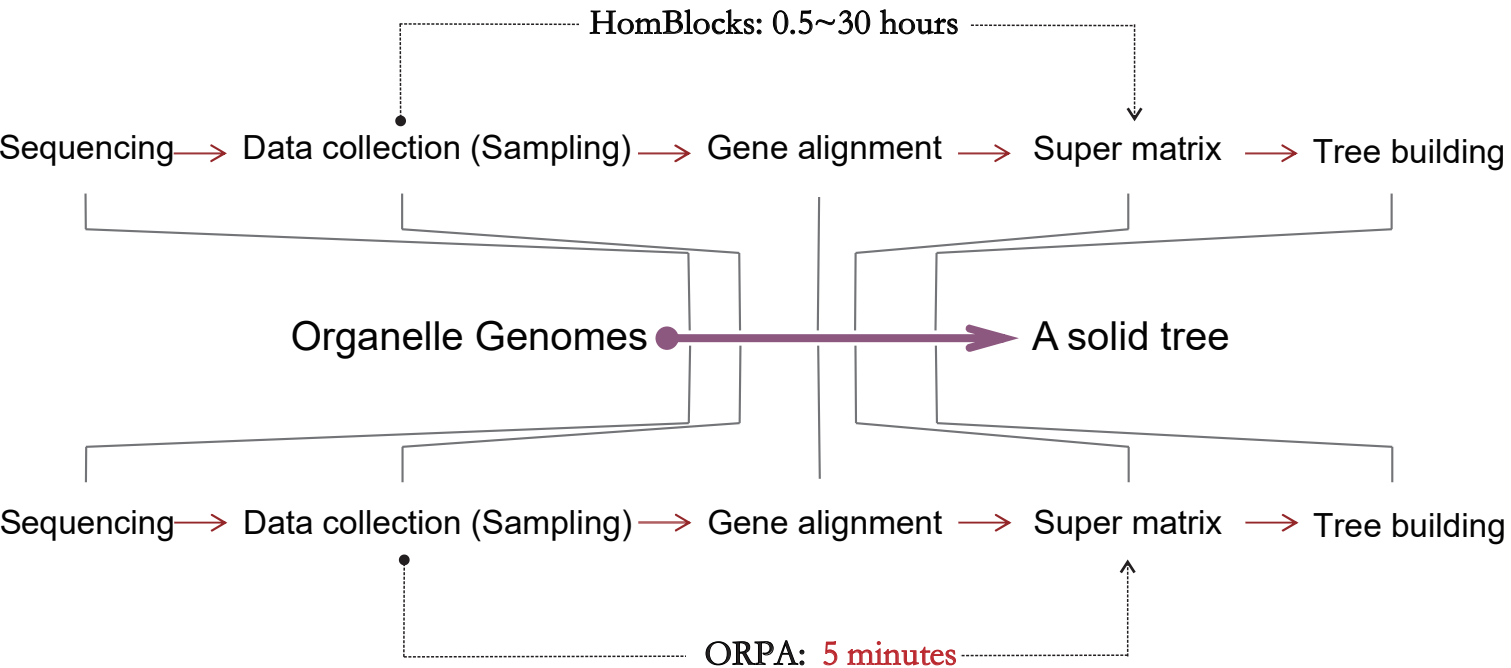 HomBlocks: 0.5~30 hours
Sequencing Data collection (Sampling) Gene alignment Super matrix Tree building
Organelle Genomes A solid tree
Sequencing Data collection (Sampling) Gene alignment Super matrix Tree building
ORPA: 5 minutes